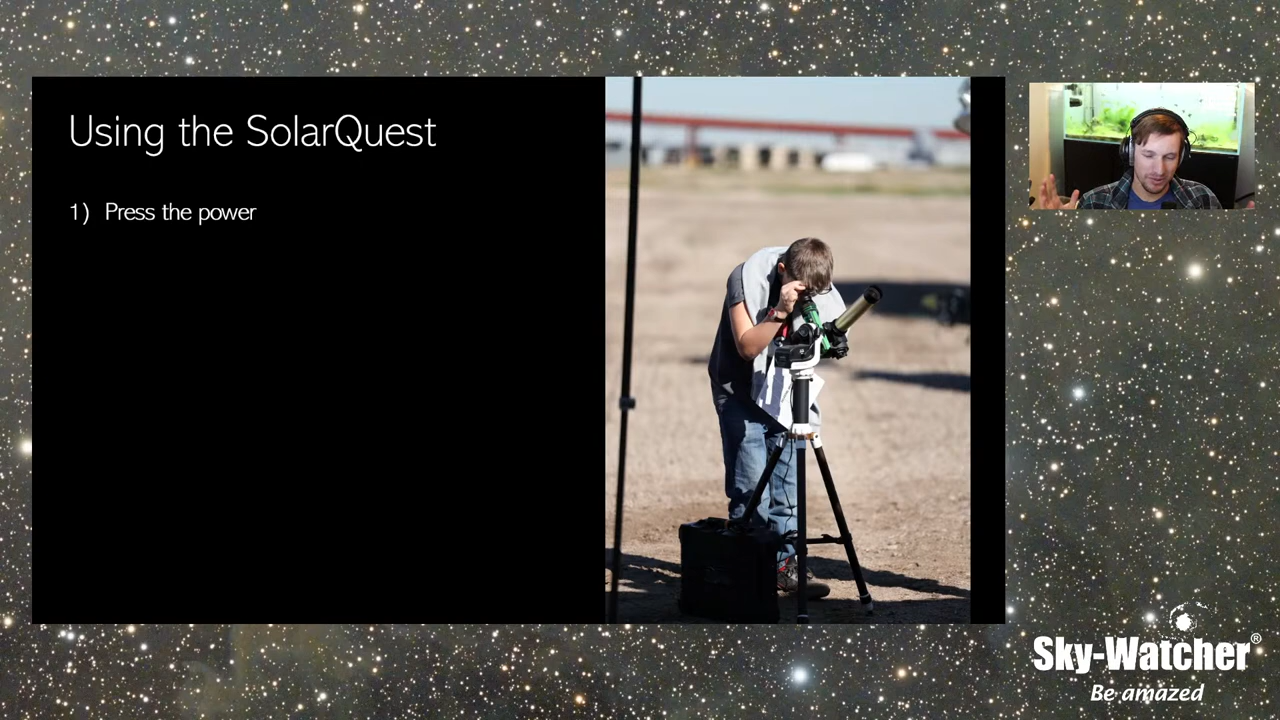 Using the SolarQuest
1) Press the power
Sky-Watcher®
Be amazed